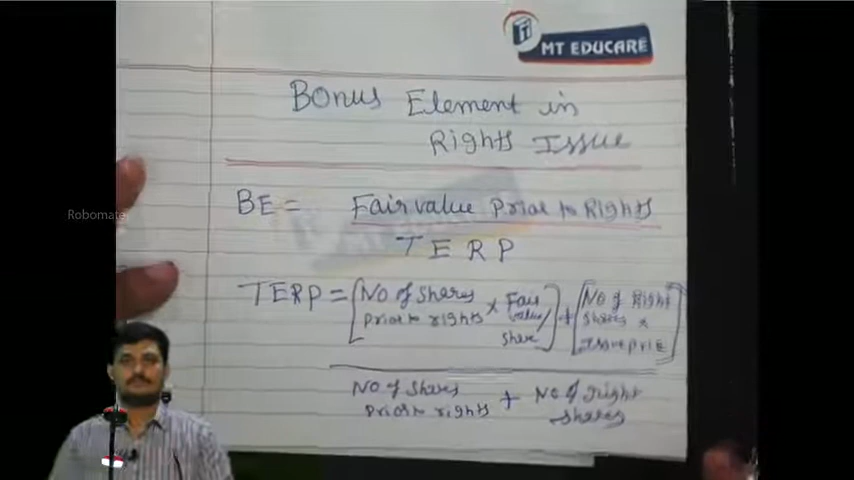 MT EDUCARE
Bonus Element in
Rights Issue
BE = Fair value Prior to Rights
TERP
Robomate
TERP = [No of shares prior to rights × Fair value/share] + [No of Right shares × Issue price]
No of shares prior to rights + No of right shares